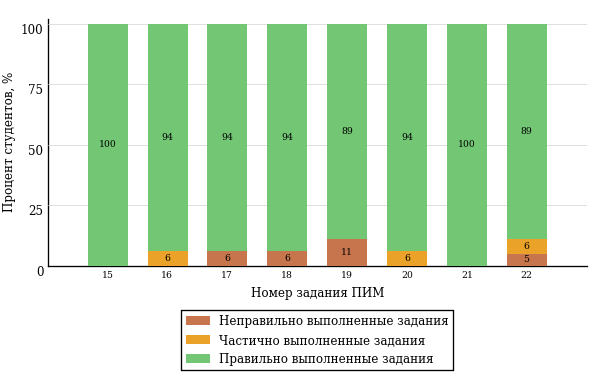 Процент студентов, %
100
75
50
25
0
100 94 94 94 89 94 100 89
6 6 6 11 6 6
5
15 16 17 18 19 20 21 22
Номер задания ПИМ
Неправильно выполненные задания
Частично выполненные задания
Правильно выполненные задания